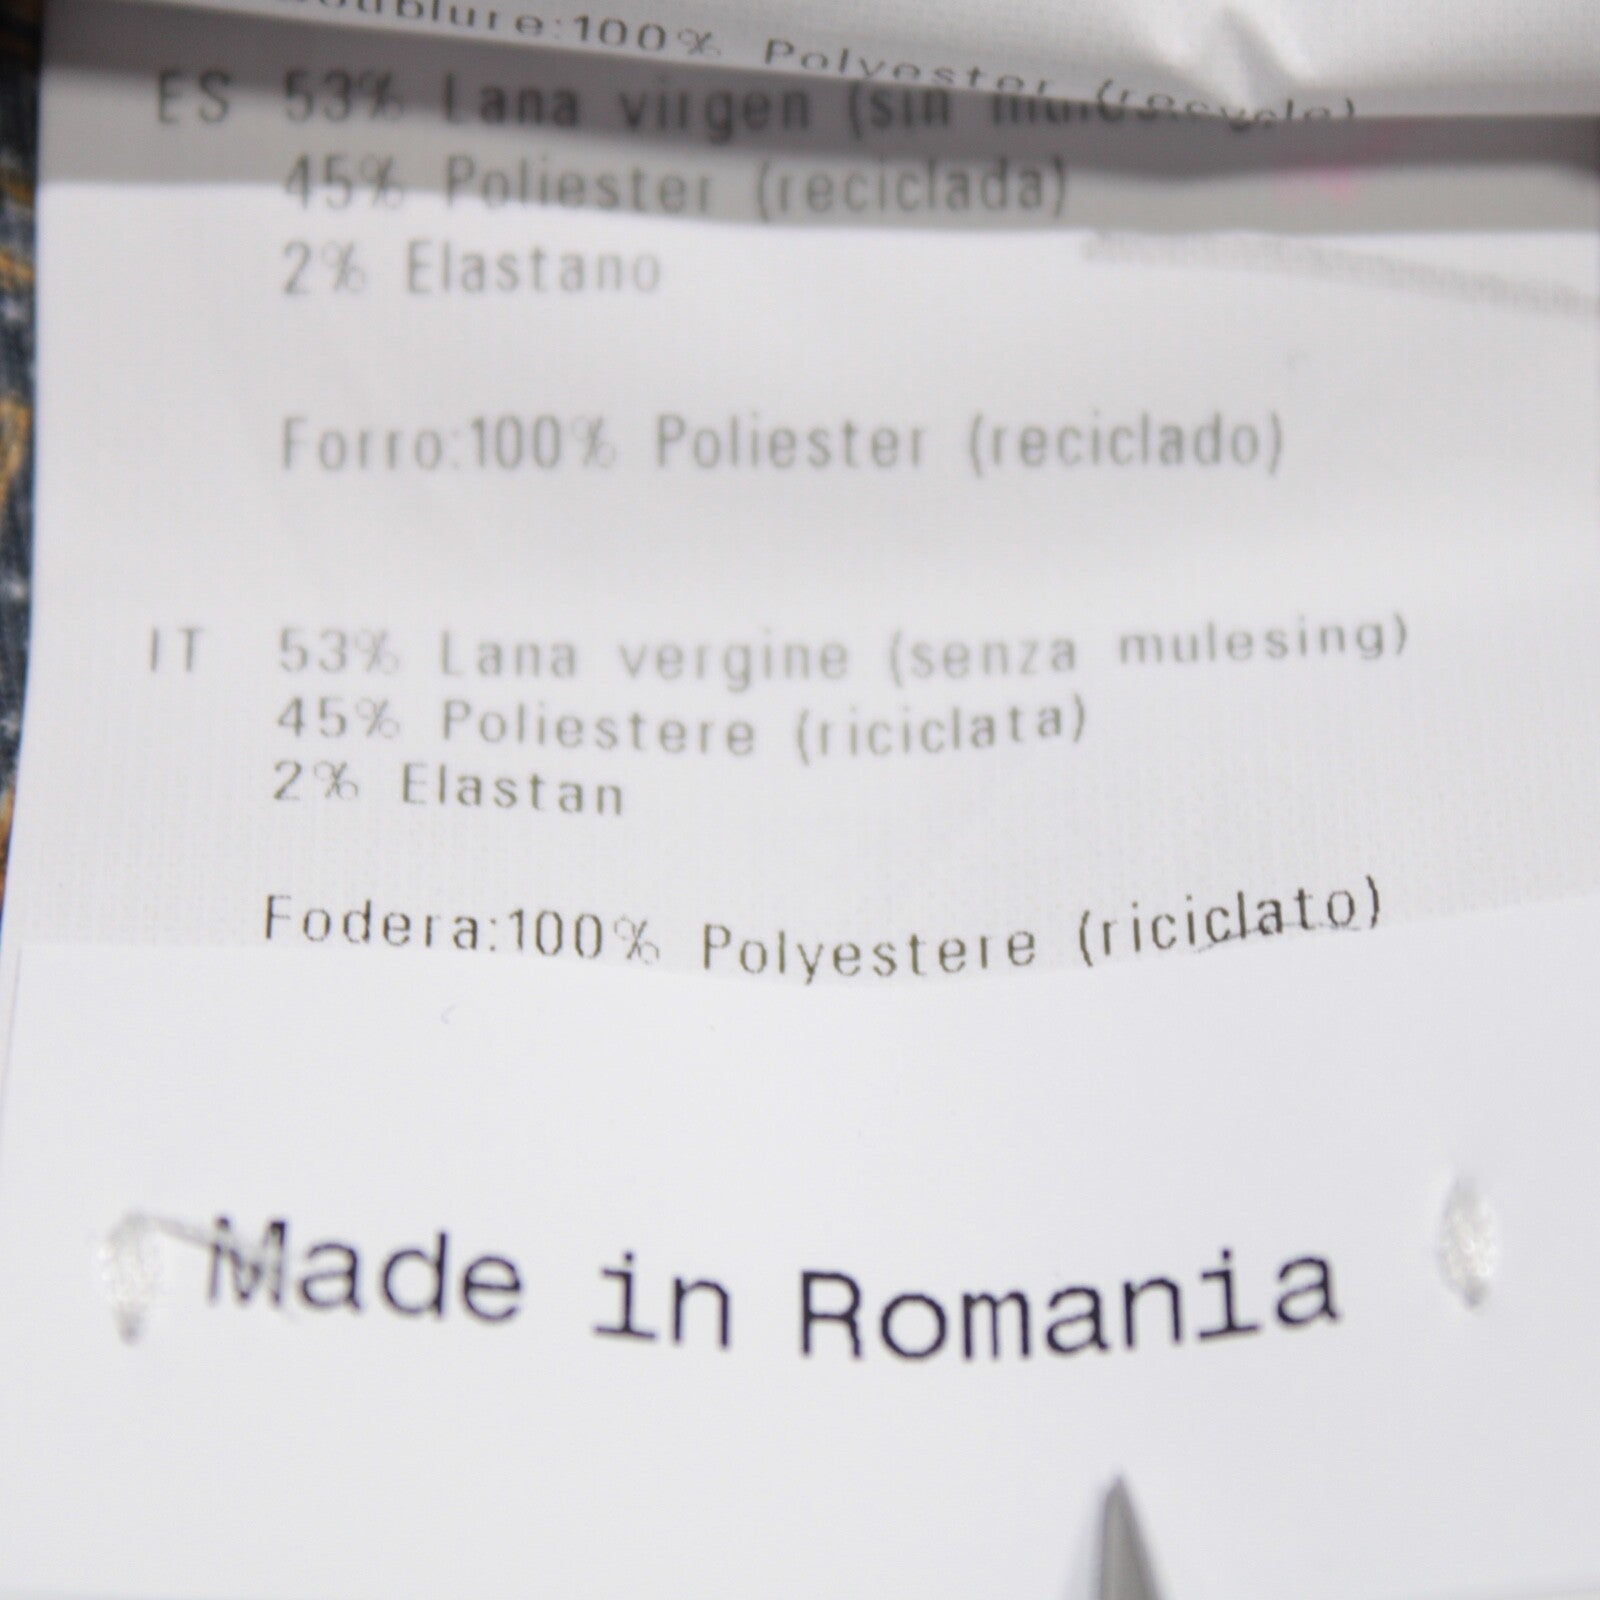 Doublure:100% Polyester (recycle)
ES 53% Lana virgen (sin
45% Poliester (reciclada)
2% Elastano
Forro:100% Poliester (reciclado)
IT 53% Lana vergine (senza mulesing)
45% Poliestere (riciclata)
2% Elastan
Fodera:100% Polyestere (riciclato)
Made in Romania